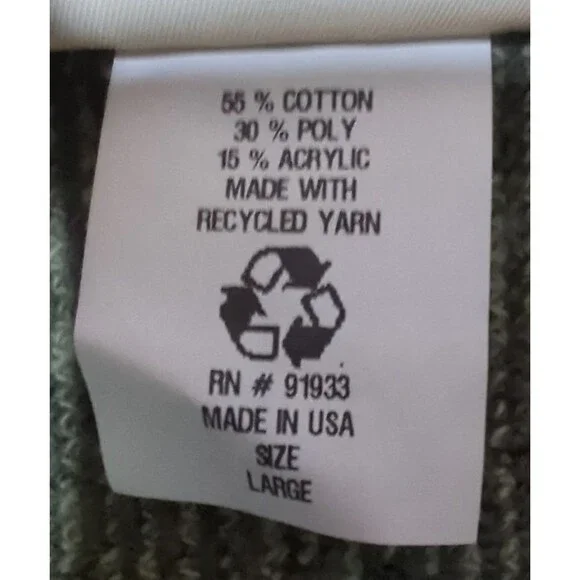 55 % COTTON
30 % POLY
15 % ACRYLIC
MADE WITH
RECYCLED YARN
RN # 91933
MADE IN USA
SIZE
LARGE